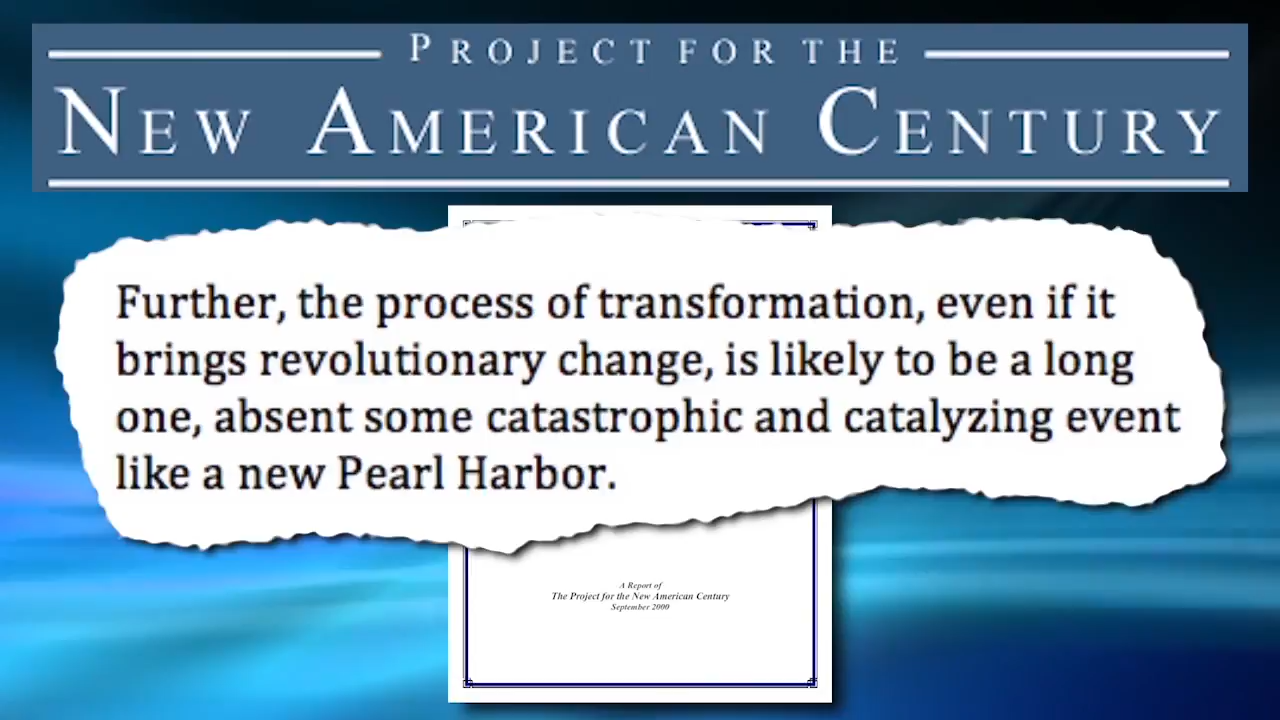 PROJECT FOR THE
NEW AMERICAN CENTURY
Further, the process of transformation, even if it
brings revolutionary change, is likely to be a long
one, absent some catastrophic and catalyzing event
like a new Pearl Harbor.
A Report of
The Project for the New American Century
September 2000